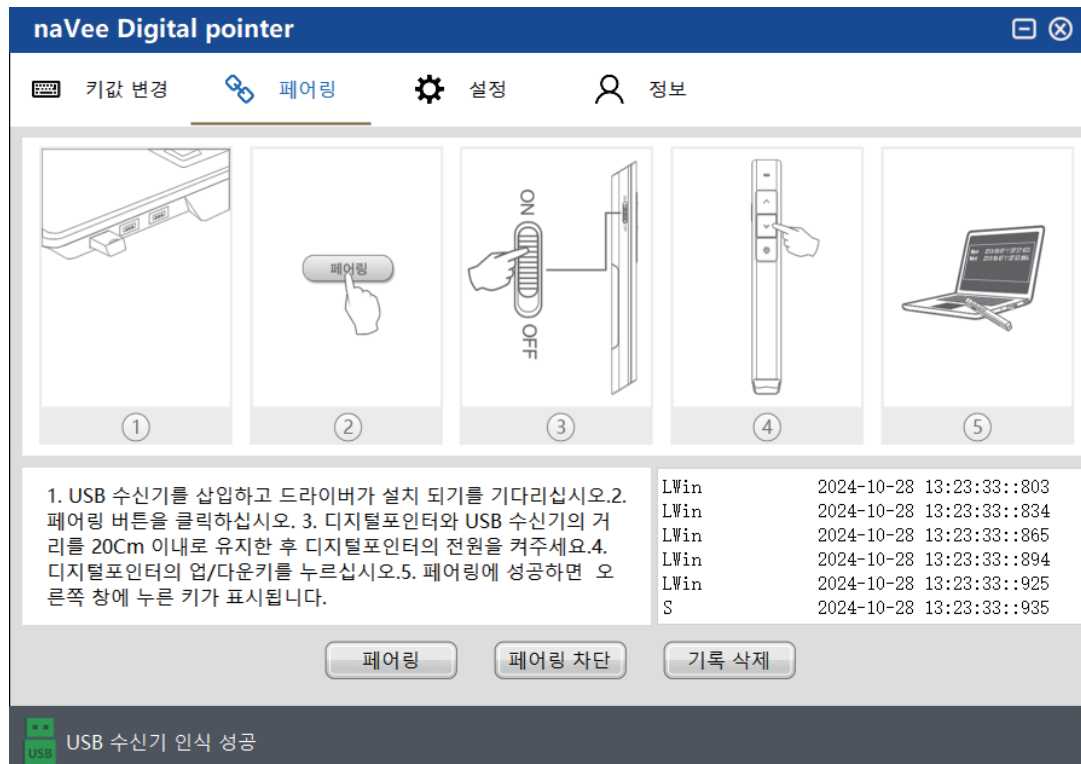 naVee Digital pointer
키값 변경
페어링
설정
정보
페어링
ON
OFF
1
2
3
4
5
1. USB 수신기를 삽입하고 드라이버가 설치 되기를 기다리십시오.2.
페어링 버튼을 클릭하십시오. 3. 디지털포인터와 USB 수신기의 거
리를 20Cm 이내로 유지한 후 디지털포인터의 전원을 켜주세요.4.
디지털포인터의 업/다운키를 누르십시오.5. 페어링에 성공하면 오
른쪽 창에 누른 키가 표시됩니다.
LWin 2024-10-28 13:23:33::803
LWin 2024-10-28 13:23:33::834
LWin 2024-10-28 13:23:33::865
LWin 2024-10-28 13:23:33::894
LWin 2024-10-28 13:23:33::925
S 2024-10-28 13:23:33::935
페어링
페어링 차단
기록 삭제
USB
USB 수신기 인식 성공